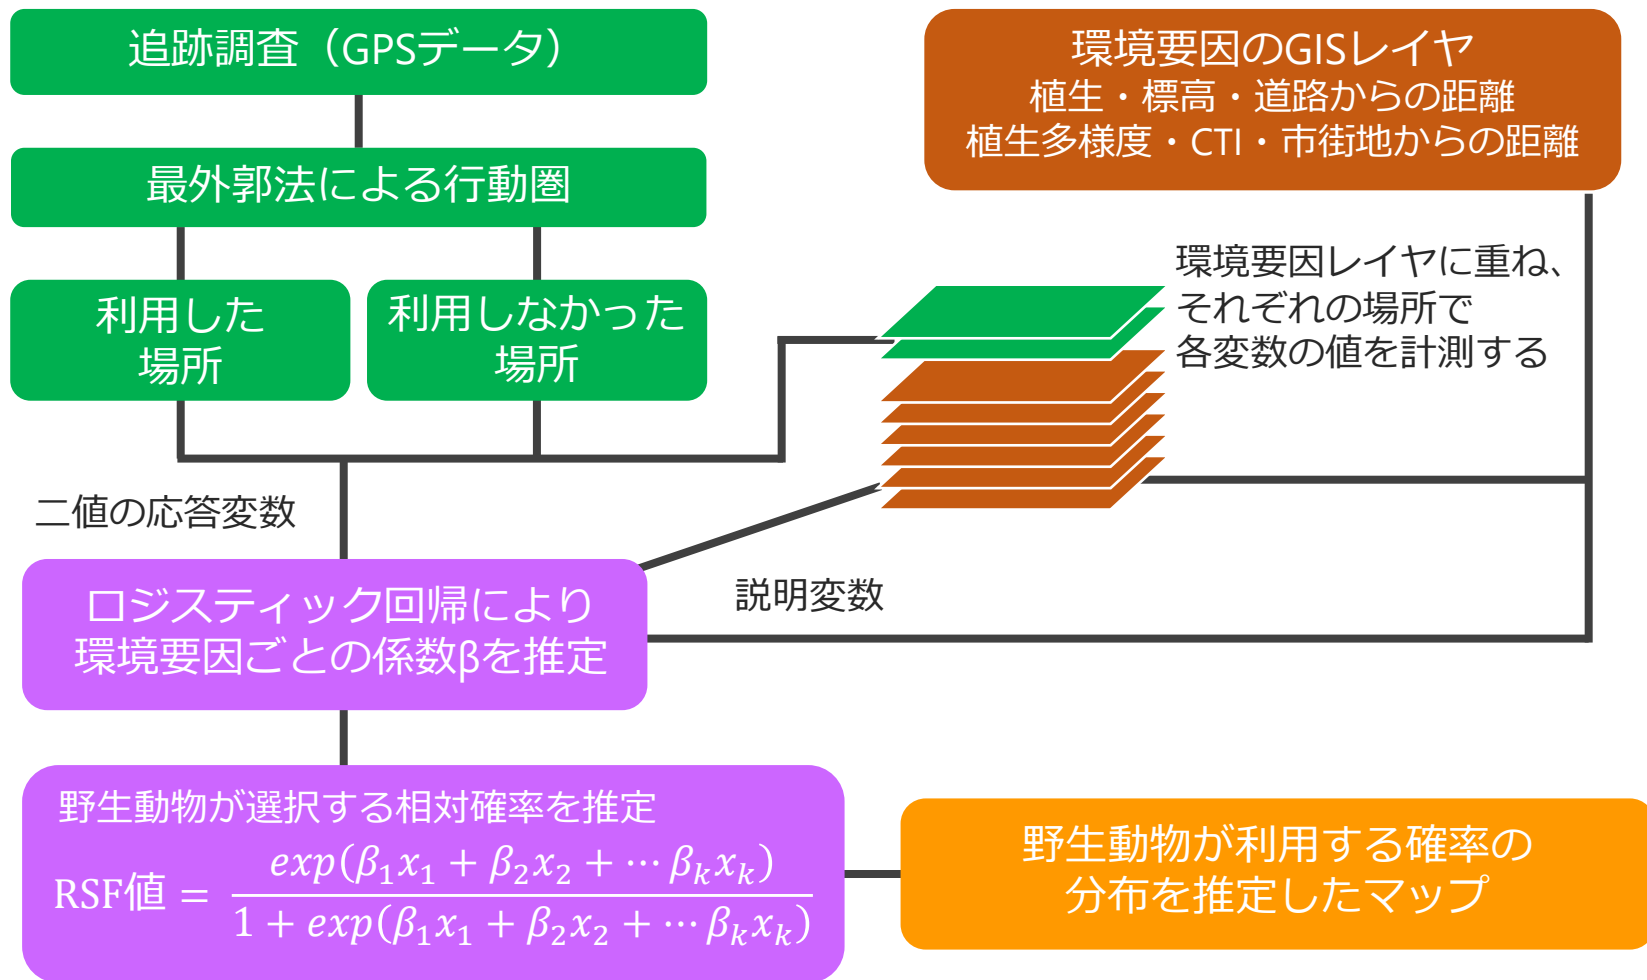 追跡調査（GPSデータ）
環境要因のGISレイヤ
植生・標高・道路からの距離
植生多様度・CTI・市街地からの距離
最外郭法による行動圏
利用した
場所
利用しなかった
場所
環境要因レイヤに重ね、
それぞれの場所で
各変数の値を計測する
二値の応答変数
説明変数
ロジスティック回帰により
環境要因ごとの係数βを推定
野生動物が選択する相対確率を推定
RSF値 = exp(β₁x₁ + β₂x₂ + ⋯ βₖxₖ)
1 + exp(β₁x₁ + β₂x₂ + ⋯ βₖxₖ)
野生動物が利用する確率の
分布を推定したマップ